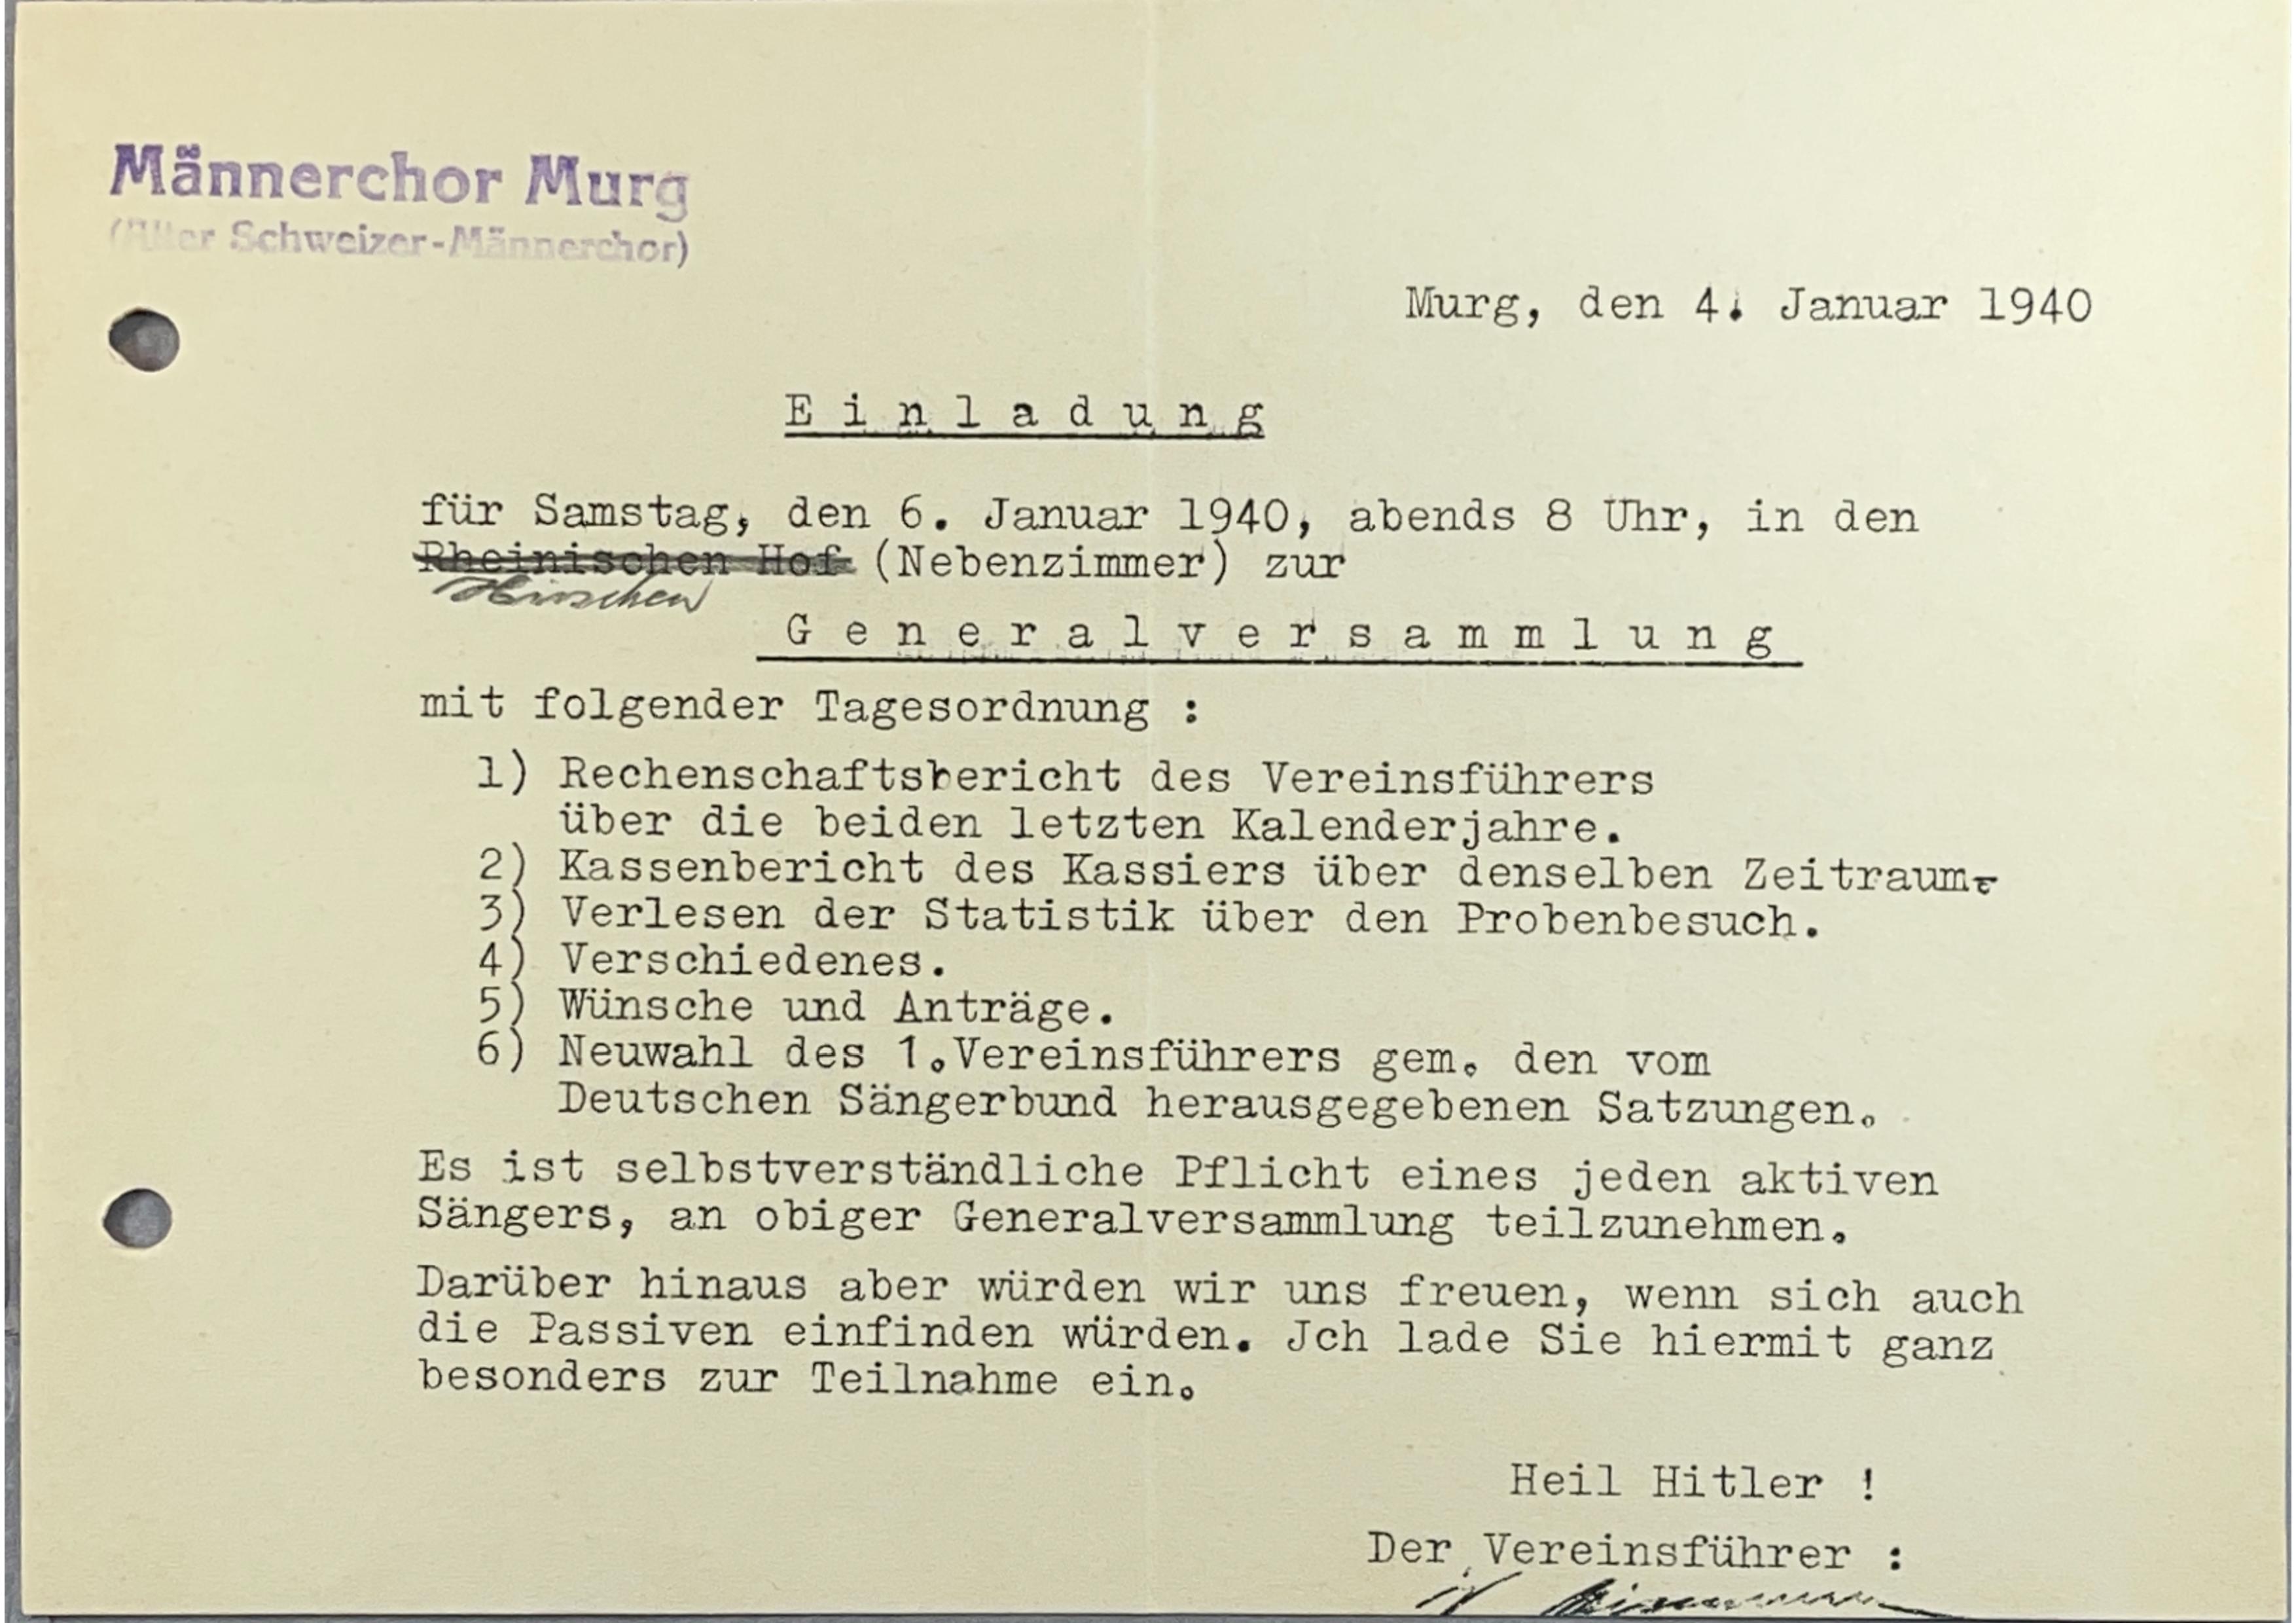 Männerchor Murg
(Alter Schweizer-Männerchor)
Murg, den 4. Januar 1940
Einladung
für Samstag, den 6. Januar 1940, abends 8 Uhr, in den
Rheinischen Hof (Nebenzimmer) zur
Hirschen
Generalversammlung
mit folgender Tagesordnung :
1) Rechenschaftsbericht des Vereinsführers
über die beiden letzten Kalenderjahre.
2) Kassenbericht des Kassiers über denselben Zeitraum.
3) Verlesen der Statistik über den Probenbesuch.
4) Verschiedenes.
5) Wünsche und Anträge.
6) Neuwahl des 1.Vereinsführers gem. den vom
Deutschen Sängerbund herausgegebenen Satzungen.
Es ist selbstverständliche Pflicht eines jeden aktiven
Sängers, an obiger Generalversammlung teilzunehmen.
Darüber hinaus aber würden wir uns freuen, wenn sich auch
die Passiven einfinden würden. Jch lade Sie hiermit ganz
besonders zur Teilnahme ein.
Heil Hitler !
Der Vereinsführer :